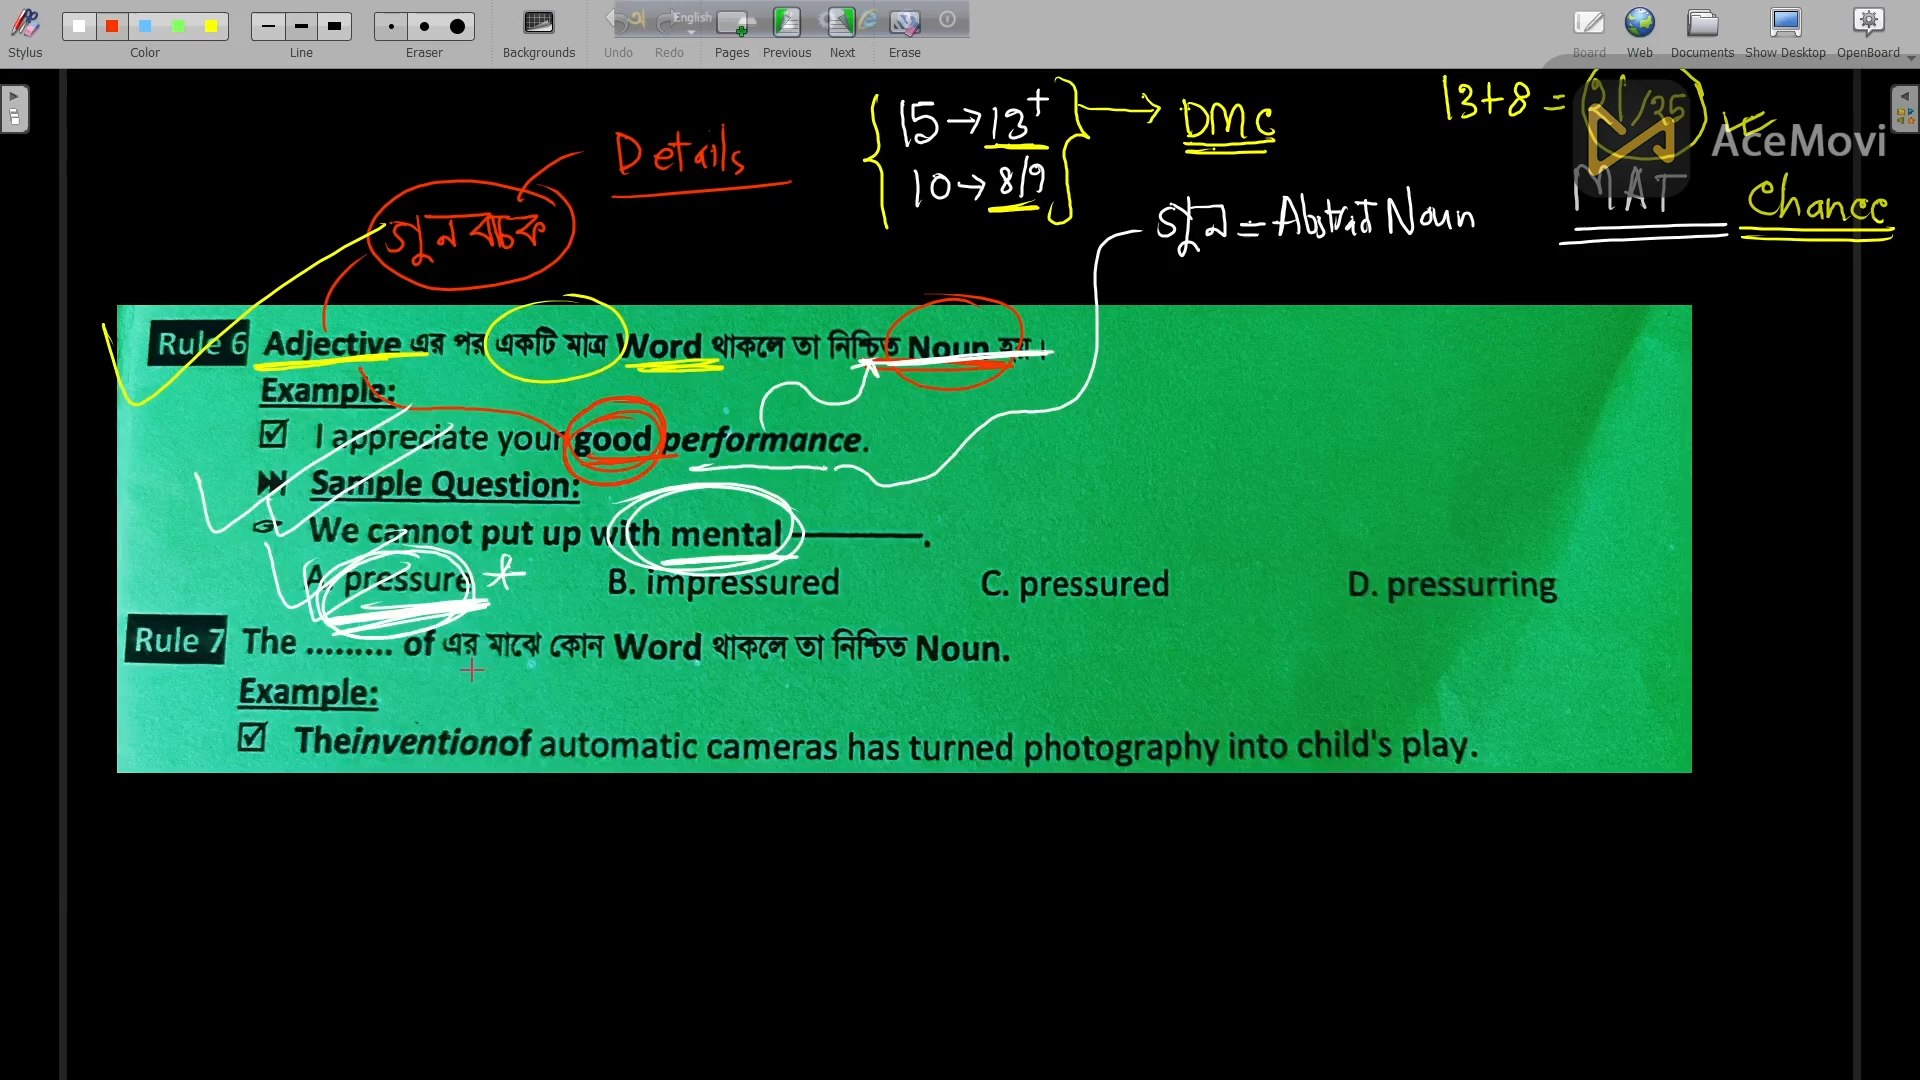 Stylus Color Line Eraser Backgrounds Undo Redo English Pages Previous Next Erase Board Web Documents Show Desktop OpenBoard
15 → 13+
10 → 8/9
DMC
13+8 = 21/25
AceMovi
MAT
Chance
Details
গুনবাচক
গুন = Abstract Noun
Rule 6 Adjective এর পর একটি মাত্র Word থাকলে তা নিশ্চিত Noun হয়।
Example:
☑ I appreciate your good performance.
Sample Question:
We cannot put up with mental ————.
A. pressure B. impressured C. pressured D. pressurring
Rule 7 The ......... of এর মাঝে কোন Word থাকলে তা নিশ্চিত Noun.
Example:
☑ Theinventionof automatic cameras has turned photography into child's play.